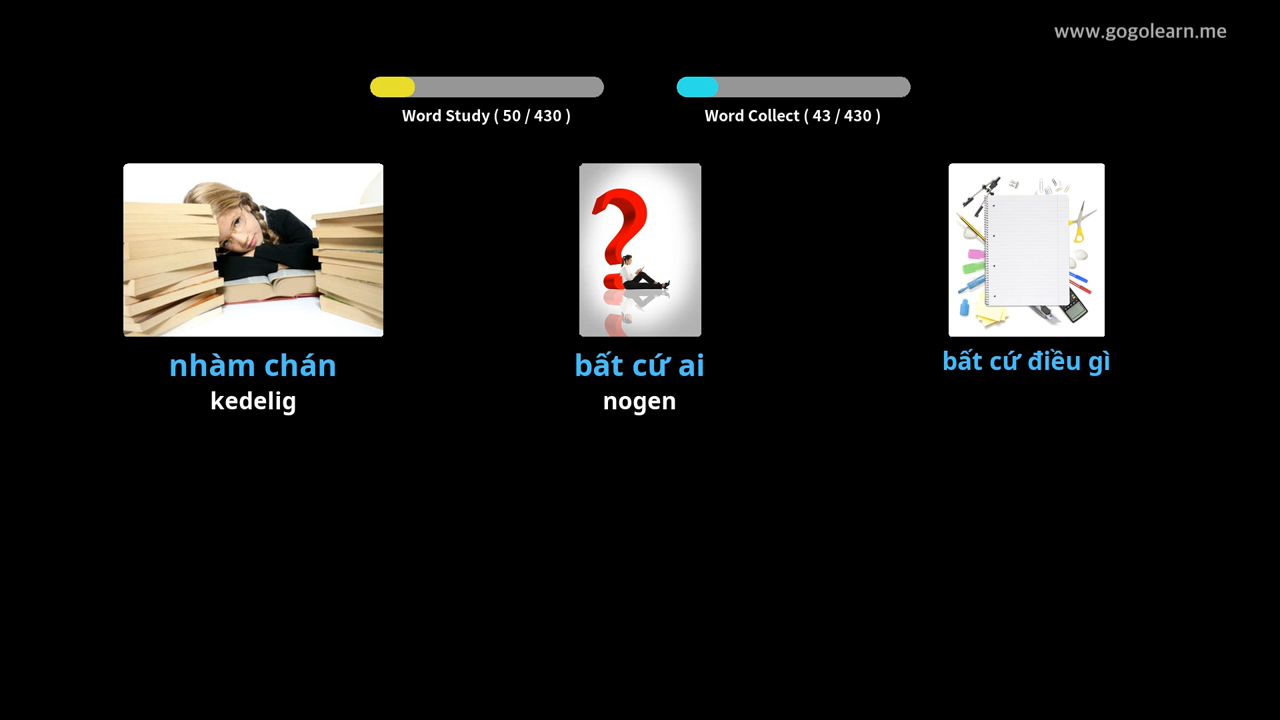 www.gogolearn.me
Word Study ( 50 / 430 )
Word Collect ( 43 / 430 )
nhàm chán
kedelig
bất cứ ai
nogen
bất cứ điều gì